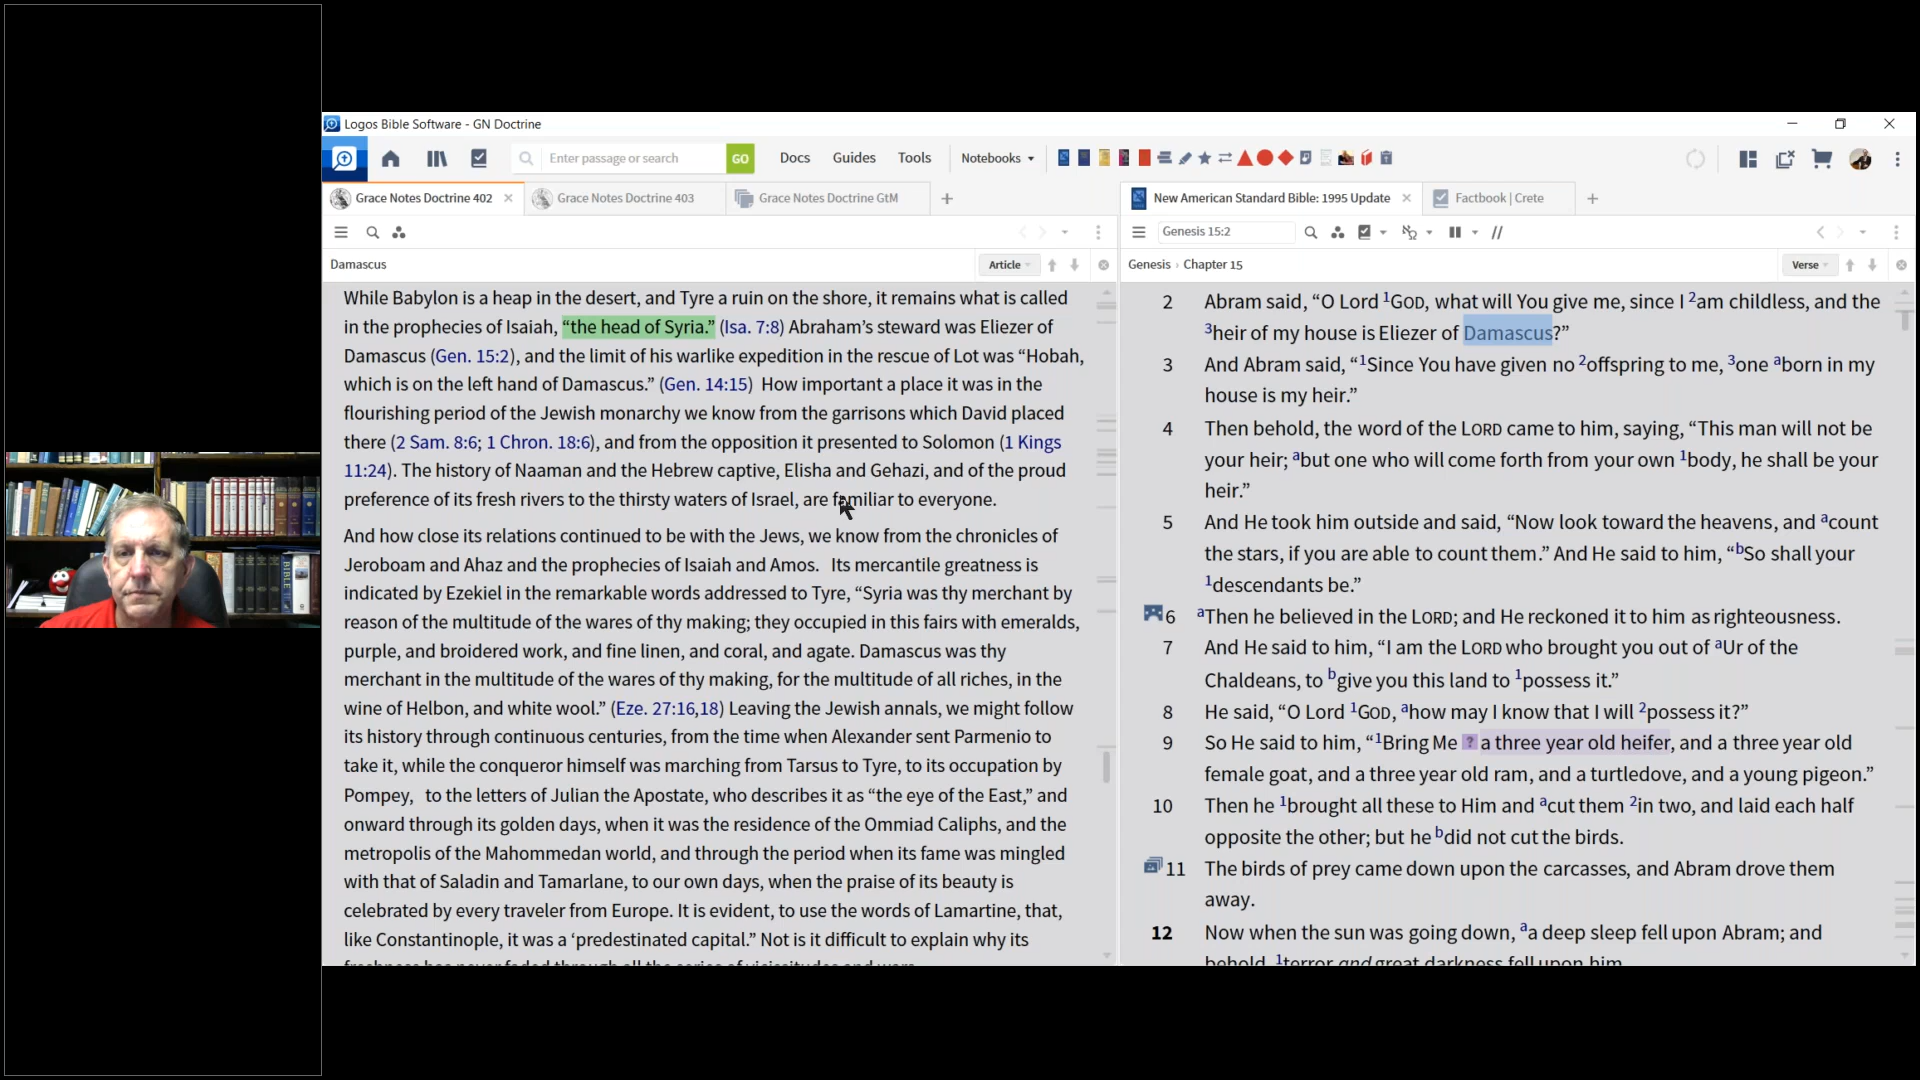 Logos Bible Software - GN Doctrine
Enter passage or search
GO
Docs
Guides
Tools
Notebooks
Grace Notes Doctrine 402
Grace Notes Doctrine 403
Grace Notes Doctrine GtM
Damascus
Article
While Babylon is a heap in the desert, and Tyre a ruin on the shore, it remains what is called
in the prophecies of Isaiah, “the head of Syria.” (Isa. 7:8) Abraham’s steward was Eliezer of
Damascus (Gen. 15:2), and the limit of his warlike expedition in the rescue of Lot was “Hobah,
which is on the left hand of Damascus.” (Gen. 14:15) How important a place it was in the
flourishing period of the Jewish monarchy we know from the garrisons which David placed
there (2 Sam. 8:6; 1 Chron. 18:6), and from the opposition it presented to Solomon (1 Kings
11:24). The history of Naaman and the Hebrew captive, Elisha and Gehazi, and of the proud
preference of its fresh rivers to the thirsty waters of Israel, are familiar to everyone.
And how close its relations continued to be with the Jews, we know from the chronicles of
Jeroboam and Ahaz and the prophecies of Isaiah and Amos. Its mercantile greatness is
indicated by Ezekiel in the remarkable words addressed to Tyre, “Syria was thy merchant by
reason of the multitude of the wares of thy making; they occupied in this fairs with emeralds,
purple, and broidered work, and fine linen, and coral, and agate. Damascus was thy
merchant in the multitude of the wares of thy making, for the multitude of all riches, in the
wine of Helbon, and white wool.” (Eze. 27:16,18) Leaving the Jewish annals, we might follow
its history through continuous centuries, from the time when Alexander sent Parmenio to
take it, while the conqueror himself was marching from Tarsus to Tyre, to its occupation by
Pompey, to the letters of Julian the Apostate, who describes it as “the eye of the East,” and
onward through its golden days, when it was the residence of the Ommiad Caliphs, and the
metropolis of the Mahommedan world, and through the period when its fame was mingled
with that of Saladin and Tamarlane, to our own days, when the praise of its beauty is
celebrated by every traveler from Europe. It is evident, to use the words of Lamartine, that,
like Constantinople, it was a ‘predestinated capital.” Not is it difficult to explain why its
freshness has never faded through all the series of vicissitudes and wars.
New American Standard Bible: 1995 Update
Factbook | Crete
Genesis 15:2
Genesis › Chapter 15
Verse
2 Abram said, “O Lord 1GOD, what will You give me, since I 2am childless, and the
3heir of my house is Eliezer of Damascus?”
3 And Abram said, “1Since You have given no 2offspring to me, 3one aborn in my
house is my heir.”
4 Then behold, the word of the LORD came to him, saying, “This man will not be
your heir; abut one who will come forth from your own 1body, he shall be your
heir.”
5 And He took him outside and said, “Now look toward the heavens, and acount
the stars, if you are able to count them.” And He said to him, “bSo shall your
1descendants be.”
6 aThen he believed in the LORD; and He reckoned it to him as righteousness.
7 And He said to him, “I am the LORD who brought you out of aUr of the
Chaldeans, to bgive you this land to 1possess it.”
8 He said, “O Lord 1GOD, ahow may I know that I will 2possess it?”
9 So He said to him, “1Bring Me ? a three year old heifer, and a three year old
female goat, and a three year old ram, and a turtledove, and a young pigeon.”
10 Then he 1brought all these to Him and acut them 2in two, and laid each half
opposite the other; but he bdid not cut the birds.
11 The birds of prey came down upon the carcasses, and Abram drove them
away.
12 Now when the sun was going down, aa deep sleep fell upon Abram; and
behold, 1terror and great darkness fell upon him.
BIBLE